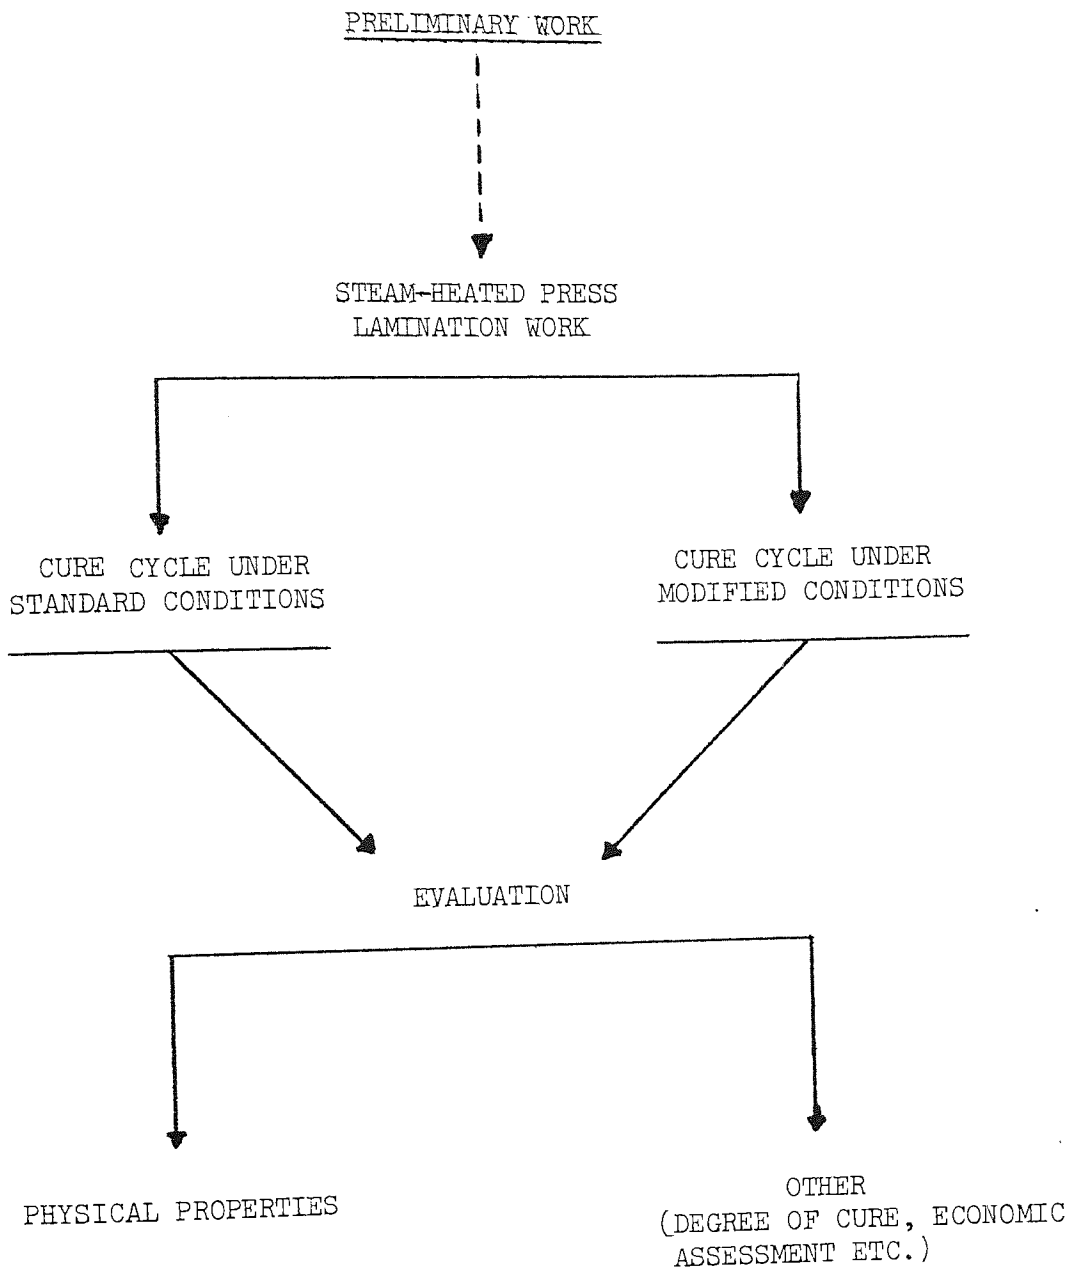 PRELIMINARY WORK
STEAM-HEATED PRESS
LAMINATION WORK
CURE CYCLE UNDER
STANDARD CONDITIONS
CURE CYCLE UNDER
MODIFIED CONDITIONS
EVALUATION
PHYSICAL PROPERTIES
OTHER
(DEGREE OF CURE, ECONOMIC
ASSESSMENT ETC.)